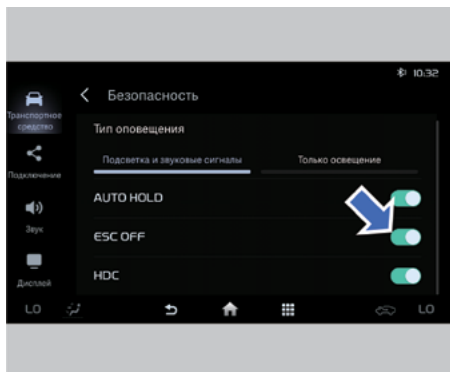 10:32
Безопасность
Транспортное
средство
Тип оповещения
Подсветка и звуковые сигналы
Только освещение
Подключение
AUTO HOLD
Звук
ESC OFF
HDC
Дисплей
LO
LO